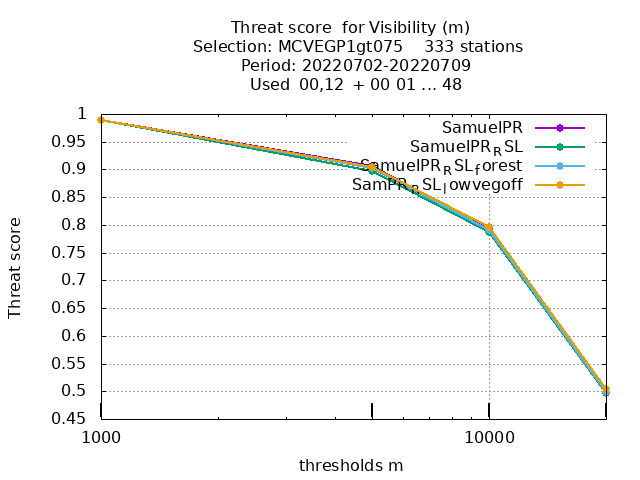 Threat score  for Visibility (m)
Selection: MCVEGP1gt075    333 stations
Period: 20220702-20220709
Used  00,12  + 00 01 ... 48
SamuelPR
SamuelPR_RSL
SamuelPR_RSL_forest
SamPR_RSL_lowvegoff
1
0.95
0.9
0.85
0.8
0.75
0.7
0.65
0.6
0.55
0.5
0.45
Threat score
1000
10000
thresholds m